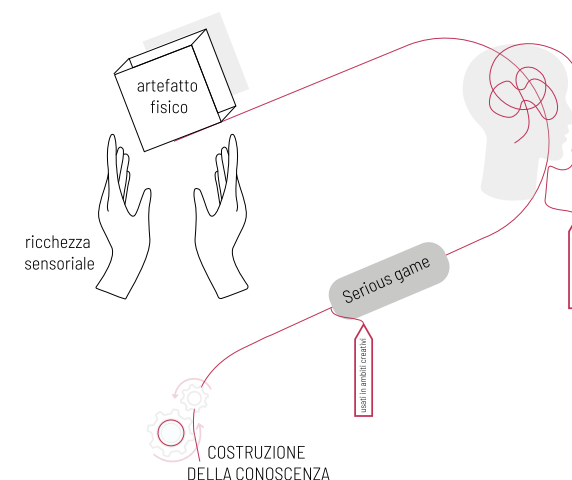 artefatto
fisico
ricchezza
sensoriale
Serious game
usati in ambiti creativi
COSTRUZIONE
DELLA CONOSCENZA